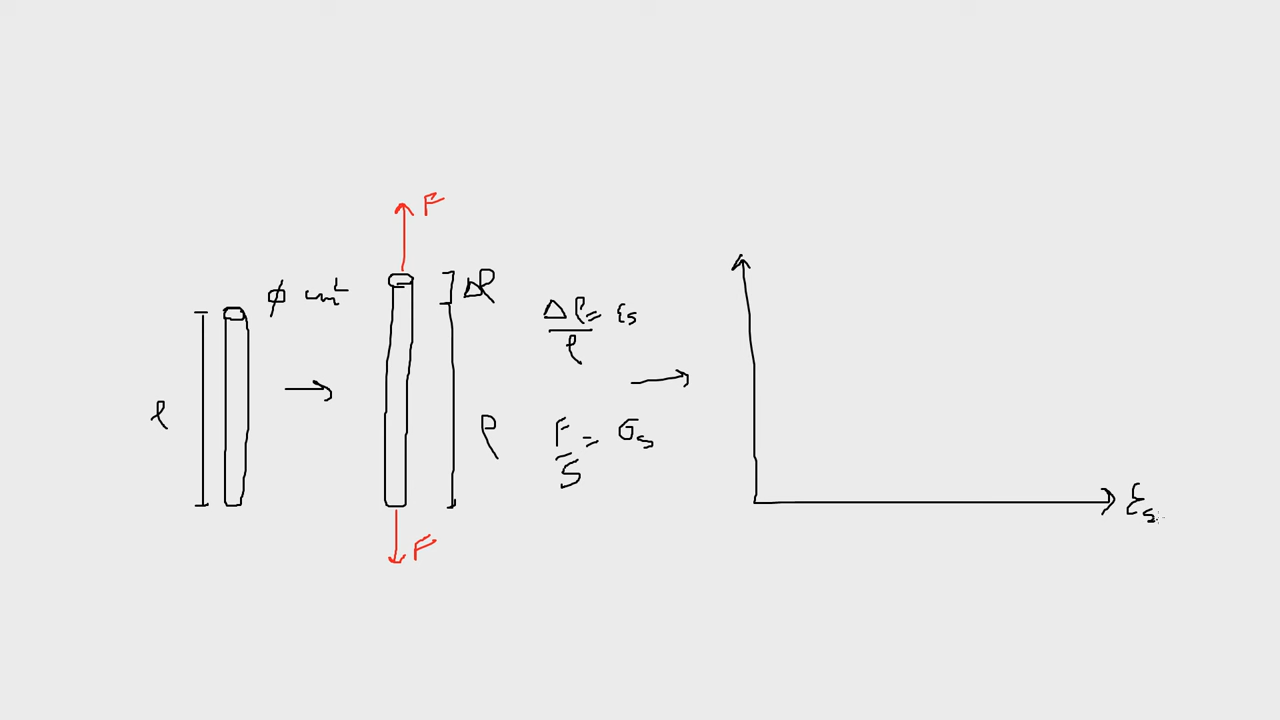 F
Δℓ
ϕ cm²
Δℓ = εs
ℓ
ℓ
ℓ
F = σs
S
εs
F